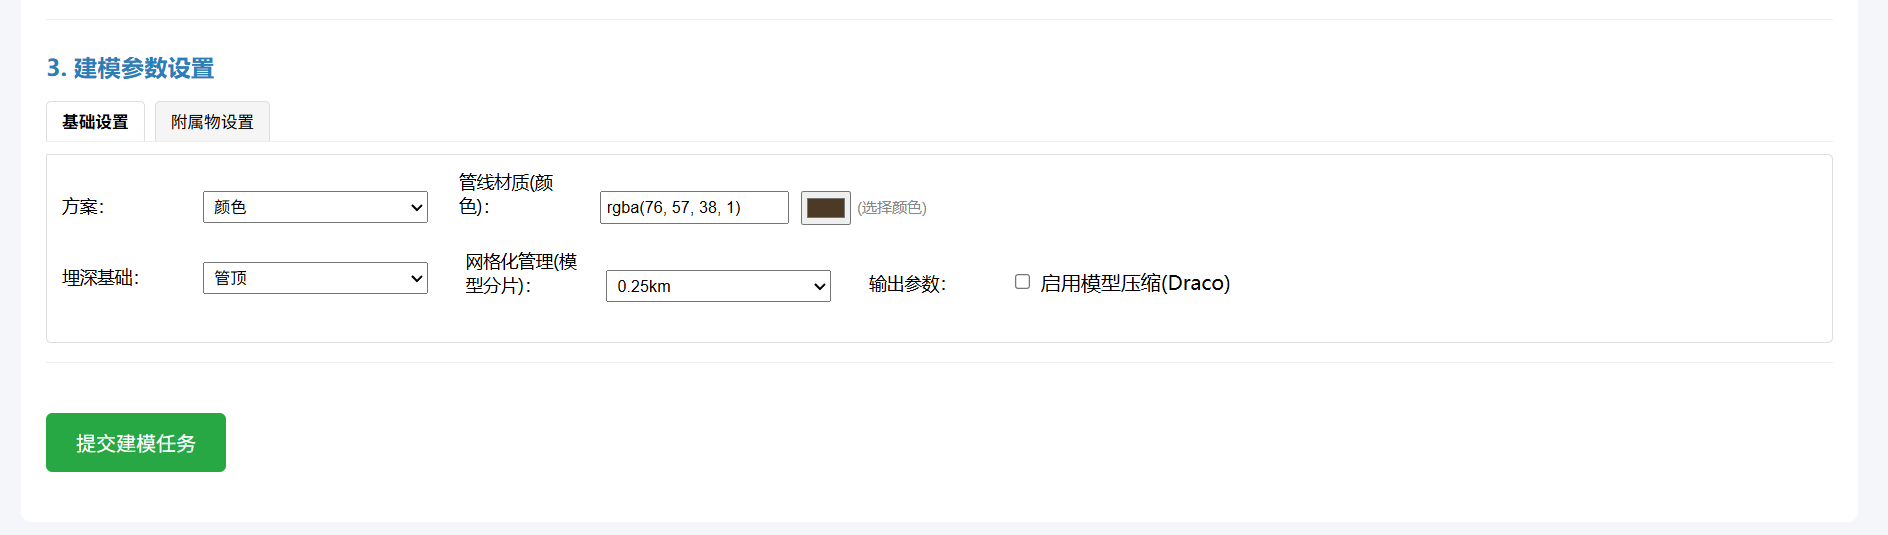 3. 建模参数设置
基础设置
附属物设置
方案：
颜色
管线材质(颜
色)：
rgba(76, 57, 38, 1)
(选择颜色)
埋深基础：
管顶
网格化管理(模
型分片)：
0.25km
输出参数：
启用模型压缩(Draco)
提交建模任务